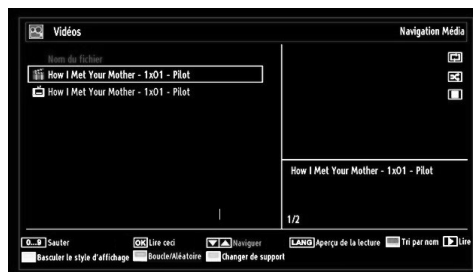 Vidéos
Navigation Média
Nom du fichier
How I Met Your Mother - 1x01 - Pilot
How I Met Your Mother - 1x01 - Pilot
How I Met Your Mother - 1x01 - Pilot
1/2
0...9 Sauter OK Lire ceci Naviguer LANG Aperçu de la lecture Tri par nom Lire
Basculer le style d'affichage Boucle/Aléatoire Changer de support